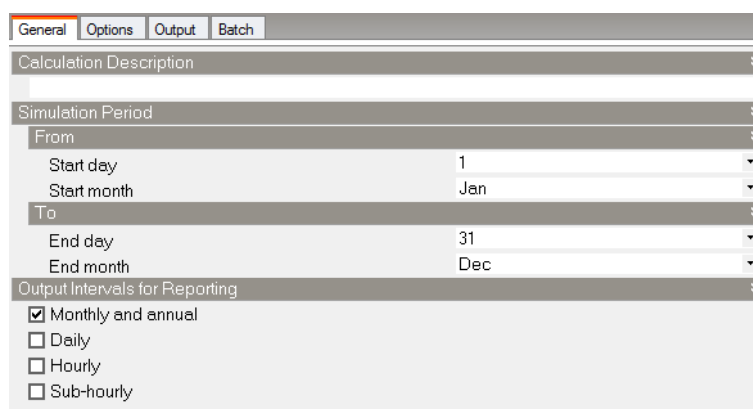 General Options Output Batch
Calculation Description
Simulation Period
From
Start day 1
Start month Jan
To
End day 31
End month Dec
Output Intervals for Reporting
Monthly and annual
Daily
Hourly
Sub-hourly